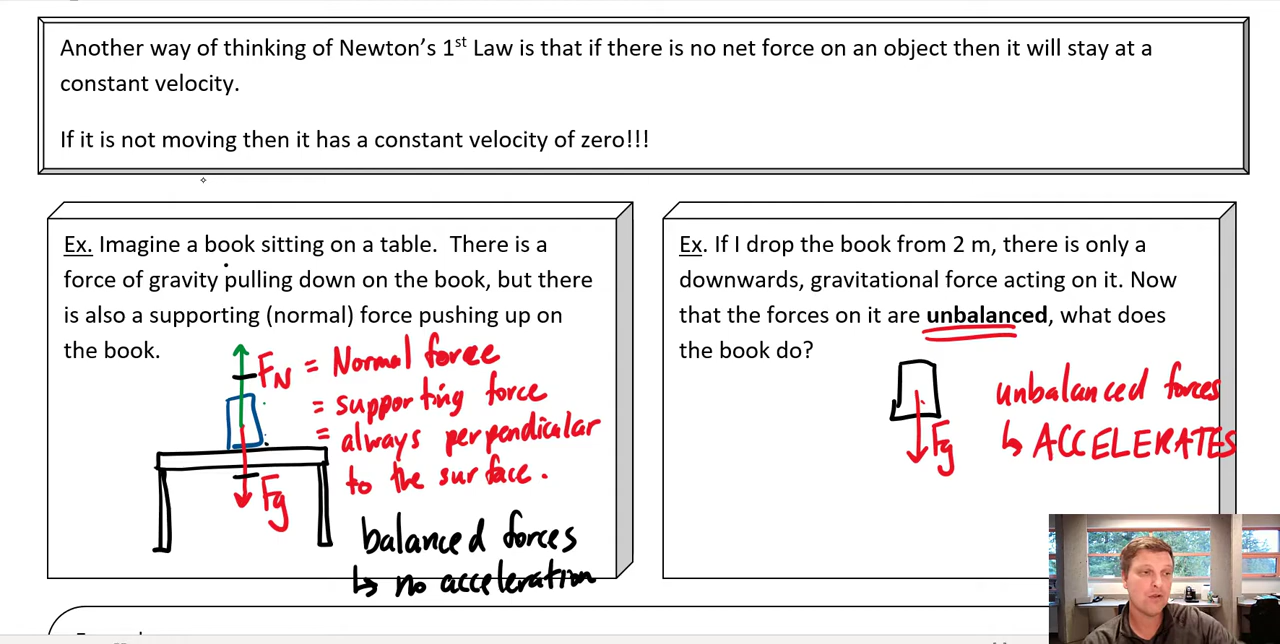 Another way of thinking of Newton's 1st Law is that if there is no net force on an object then it will stay at a
constant velocity.
If it is not moving then it has a constant velocity of zero!!!
Ex. Imagine a book sitting on a table. There is a
force of gravity pulling down on the book, but there
is also a supporting (normal) force pushing up on
the book.
FN = Normal force
= supporting force
= always perpendicular
to the surface.
Fg
balanced forces
↳ no acceleration
Ex. If I drop the book from 2 m, there is only a
downwards, gravitational force acting on it. Now
that the forces on it are unbalanced, what does
the book do?
unbalanced forces
↳ ACCELERATES
Fg